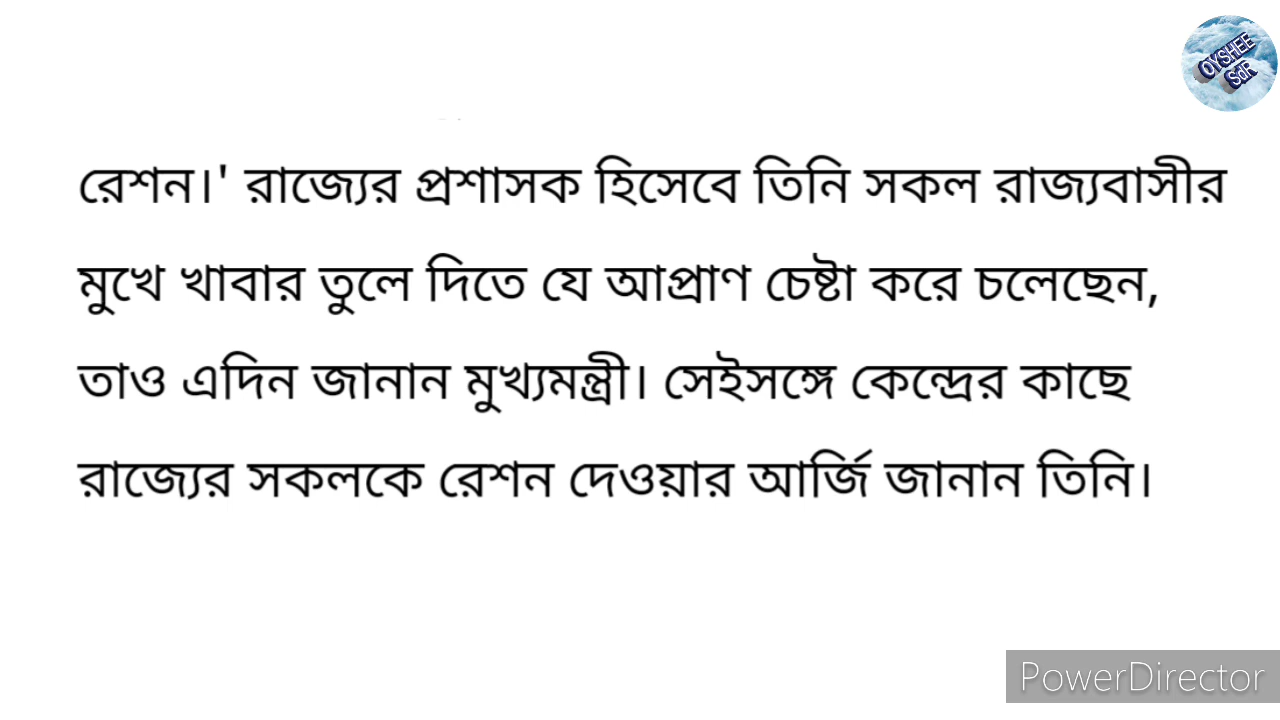 OYSHEE
SdR
রেশন।' রাজ্যের প্রশাসক হিসেবে তিনি সকল রাজ্যবাসীর
মুখে খাবার তুলে দিতে যে আপ্রাণ চেষ্টা করে চলেছেন,
তাও এদিন জানান মুখ্যমন্ত্রী। সেইসঙ্গে কেন্দ্রের কাছে
রাজ্যের সকলকে রেশন দেওয়ার আর্জি জানান তিনি।
PowerDirector